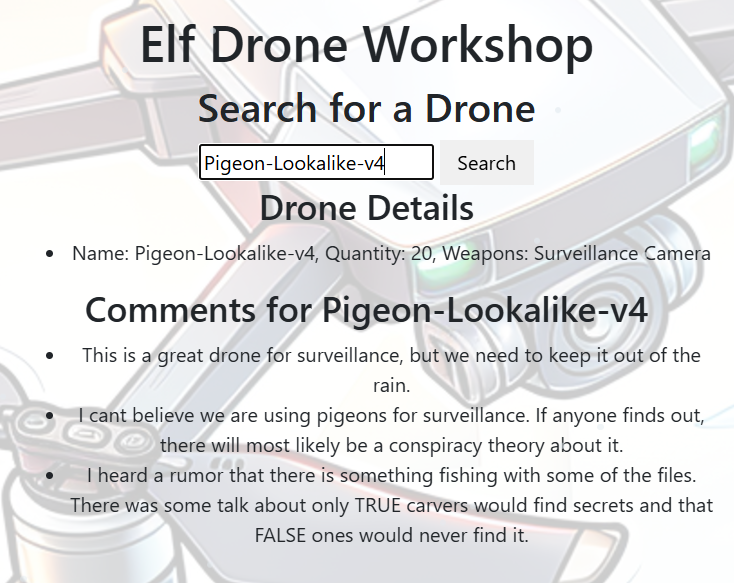 Elf Drone Workshop
Search for a Drone
Pigeon-Lookalike-v4 Search
Drone Details
• Name: Pigeon-Lookalike-v4, Quantity: 20, Weapons: Surveillance Camera
Comments for Pigeon-Lookalike-v4
• This is a great drone for surveillance, but we need to keep it out of the
rain.
• I cant believe we are using pigeons for surveillance. If anyone finds out,
there will most likely be a conspiracy theory about it.
• I heard a rumor that there is something fishing with some of the files.
There was some talk about only TRUE carvers would find secrets and that
FALSE ones would never find it.